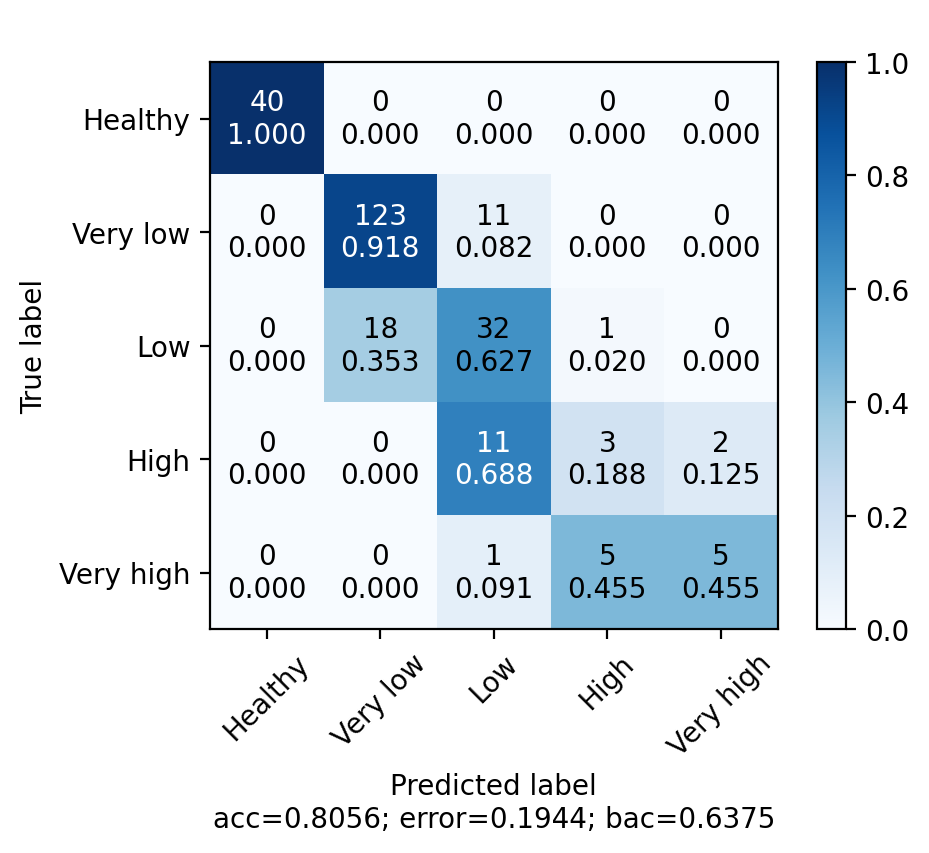 Healthy 40 0 0 0 0 1.0
1.000 0.000 0.000 0.000 0.000
0.8
Very low 0 123 11 0 0
0.000 0.918 0.082 0.000 0.000
0.6
Low 0 18 32 1 0
0.000 0.353 0.627 0.020 0.000
0.4
High 0 0 11 3 2
0.000 0.000 0.688 0.188 0.125
0.2
Very high 0 0 1 5 5
0.000 0.000 0.091 0.455 0.455
0.0
True label
Healthy Very low Low High Very high
Predicted label
acc=0.8056; error=0.1944; bac=0.6375